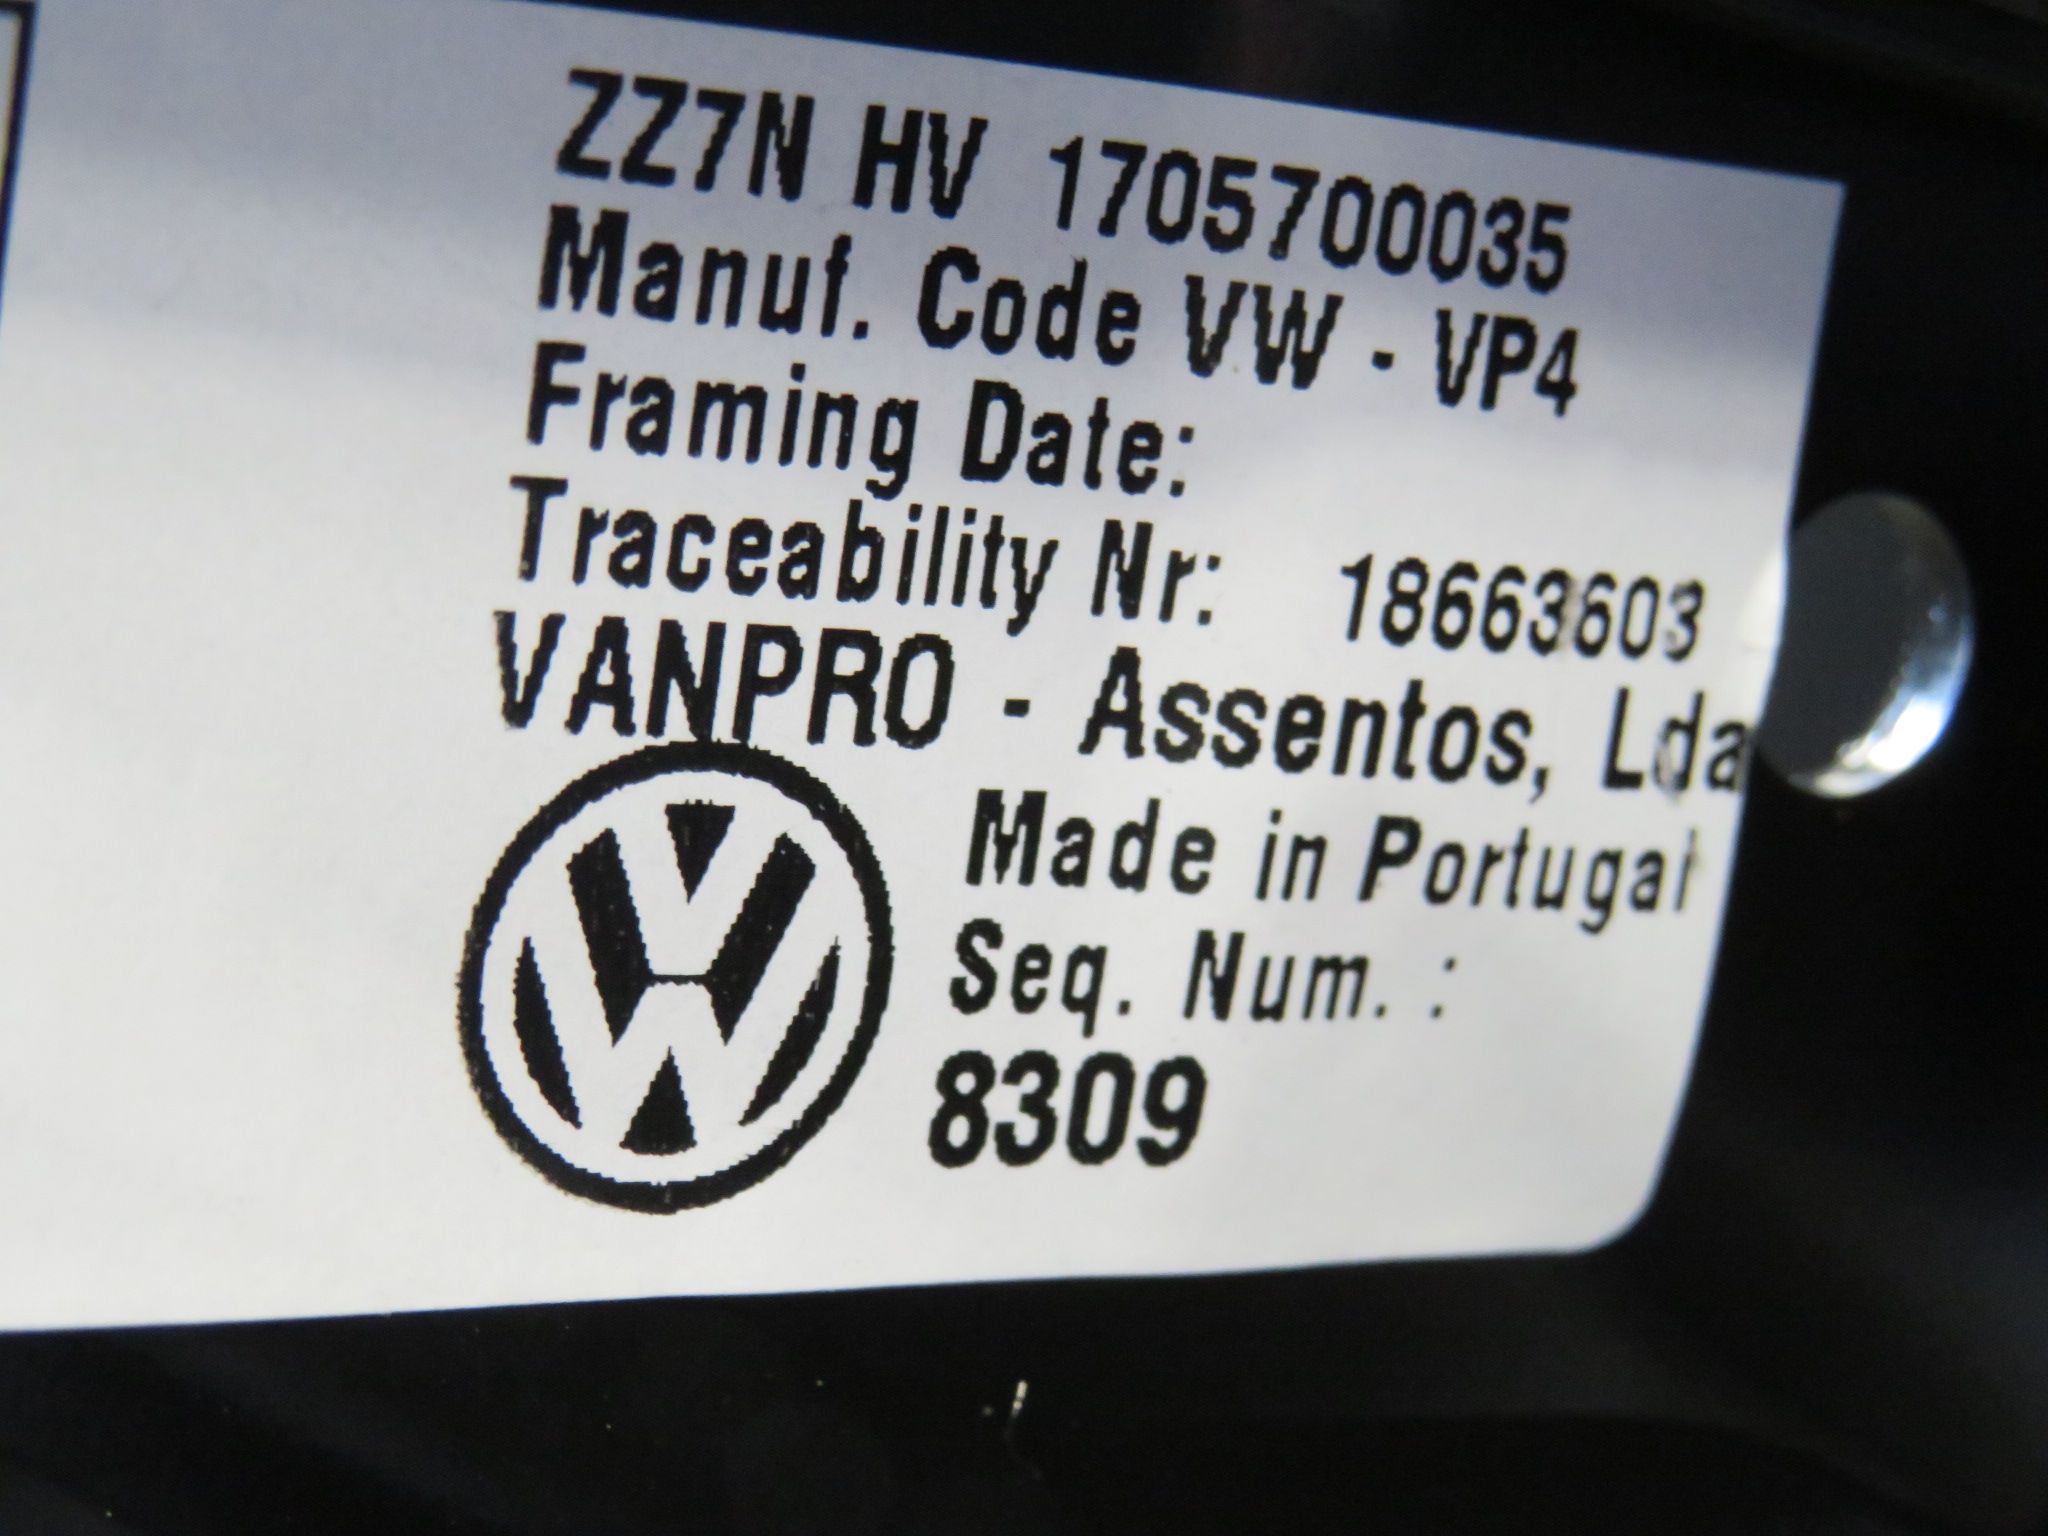 ZZ7N HV 1705700035
Manuf. Code VW - VP4
Framing Date:
Traceability Nr: 18663603
VANPRO - Assentos, Lda
Made in Portugal
Seq. Num. :
8309